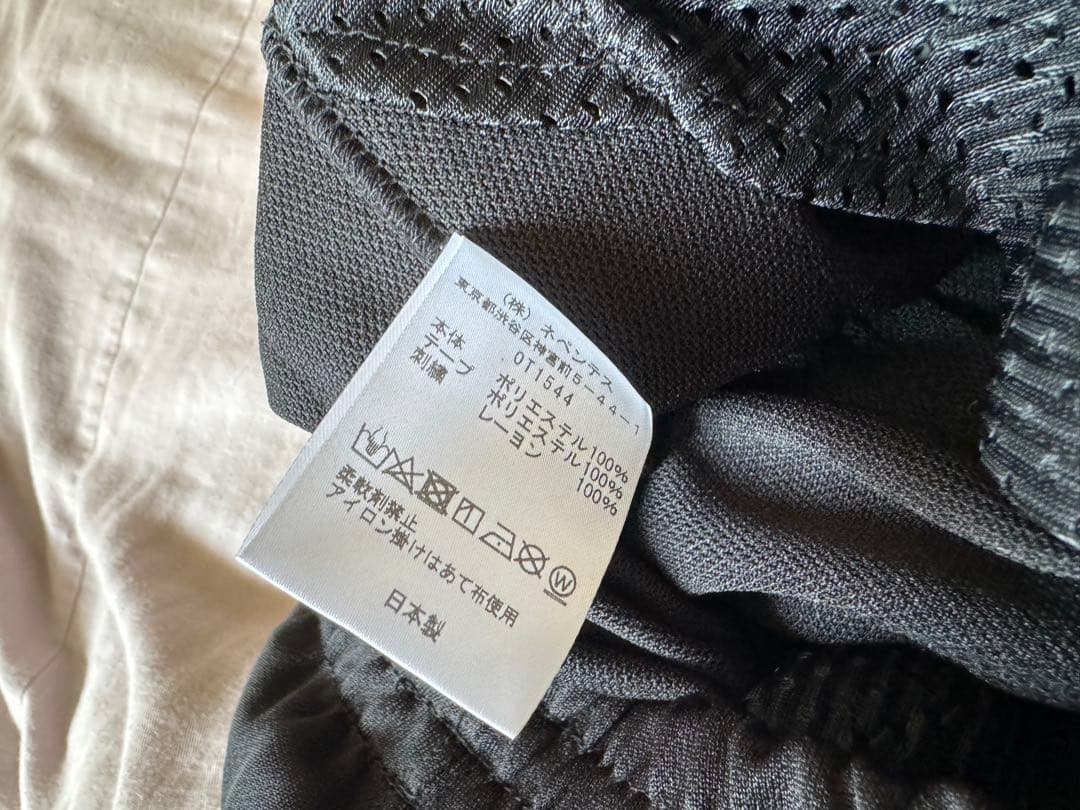 (株) ネペンテス
東京都渋谷区神宮前5-44-1
OT1544
本体 ポリエステル100%
テープ ポリエステル100%
刺繍 レーヨン 100%
W
柔軟剤禁止
アイロン掛けはあて布使用
日本製